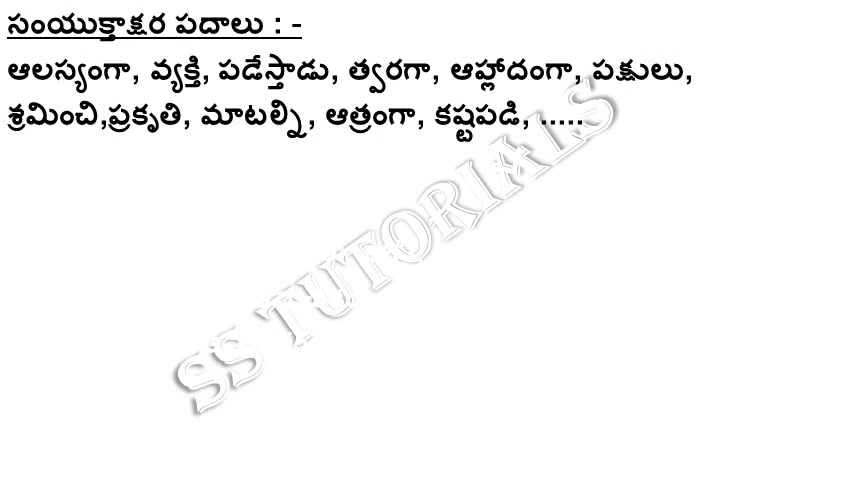 సంయుక్తాక్షర పదాలు : -
ఆలస్యంగా, వ్యక్తి, పడేస్తాడు, త్వరగా, ఆహ్లాదంగా, పక్షులు,
శ్రమించి,ప్రకృతి, మాటల్ని, ఆత్రంగా, కష్టపడి, .....
SS TUTORIALS